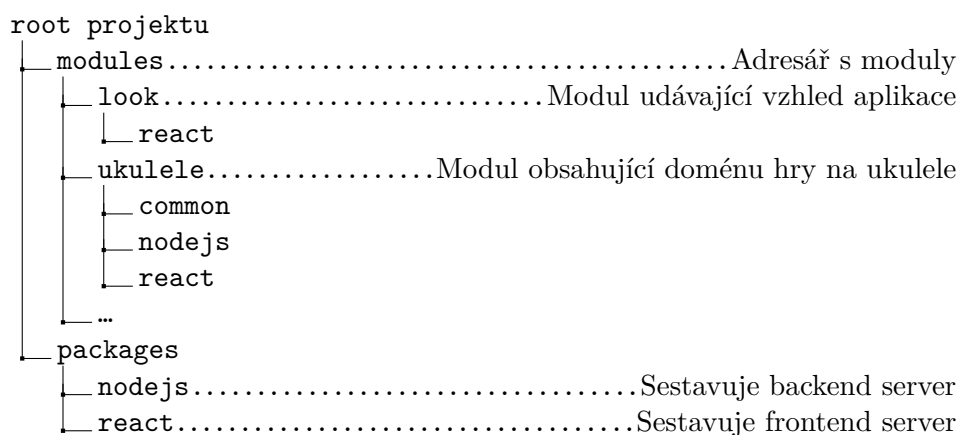 root projektu
modules................................................Adresář s moduly
look..............................Modul udávající vzhled aplikace
react
ukulele..................Modul obsahující doménu hry na ukulele
common
nodejs
react
…
packages
nodejs...................................Sestavuje backend server
react....................................Sestavuje frontend server